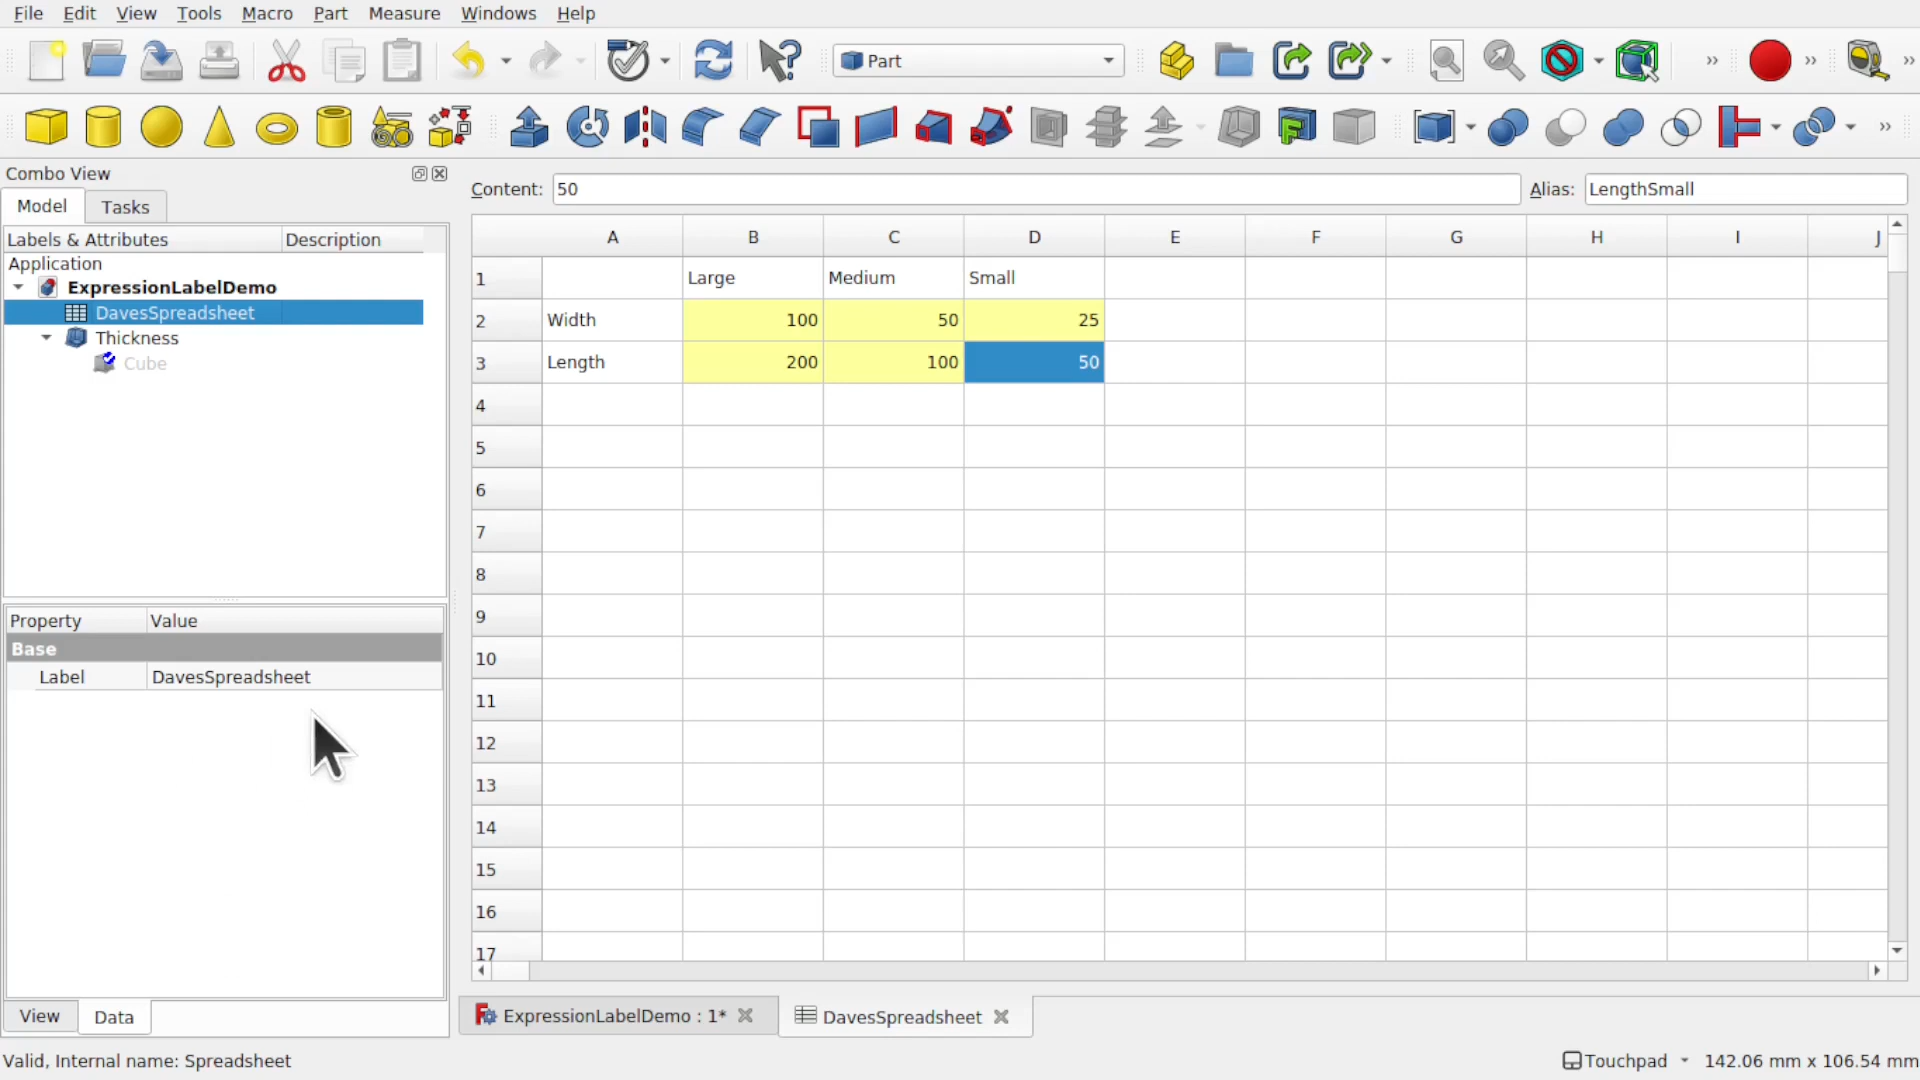 File Edit View Tools Macro Part Measure Windows Help
Part
Combo View
Model Tasks
Labels & Attributes Description
Application
ExpressionLabelDemo
DavesSpreadsheet
Thickness
Cube
Property Value
Base
Label DavesSpreadsheet
View Data
Content: 50 Alias: LengthSmall
A B C D E F G H I J
1 Large Medium Small
2 Width 100 50 25
3 Length 200 100 50
4
5
6
7
8
9
10
11
12
13
14
15
16
17
ExpressionLabelDemo : 1* DavesSpreadsheet
Valid, Internal name: Spreadsheet Touchpad 142.06 mm x 106.54 mm